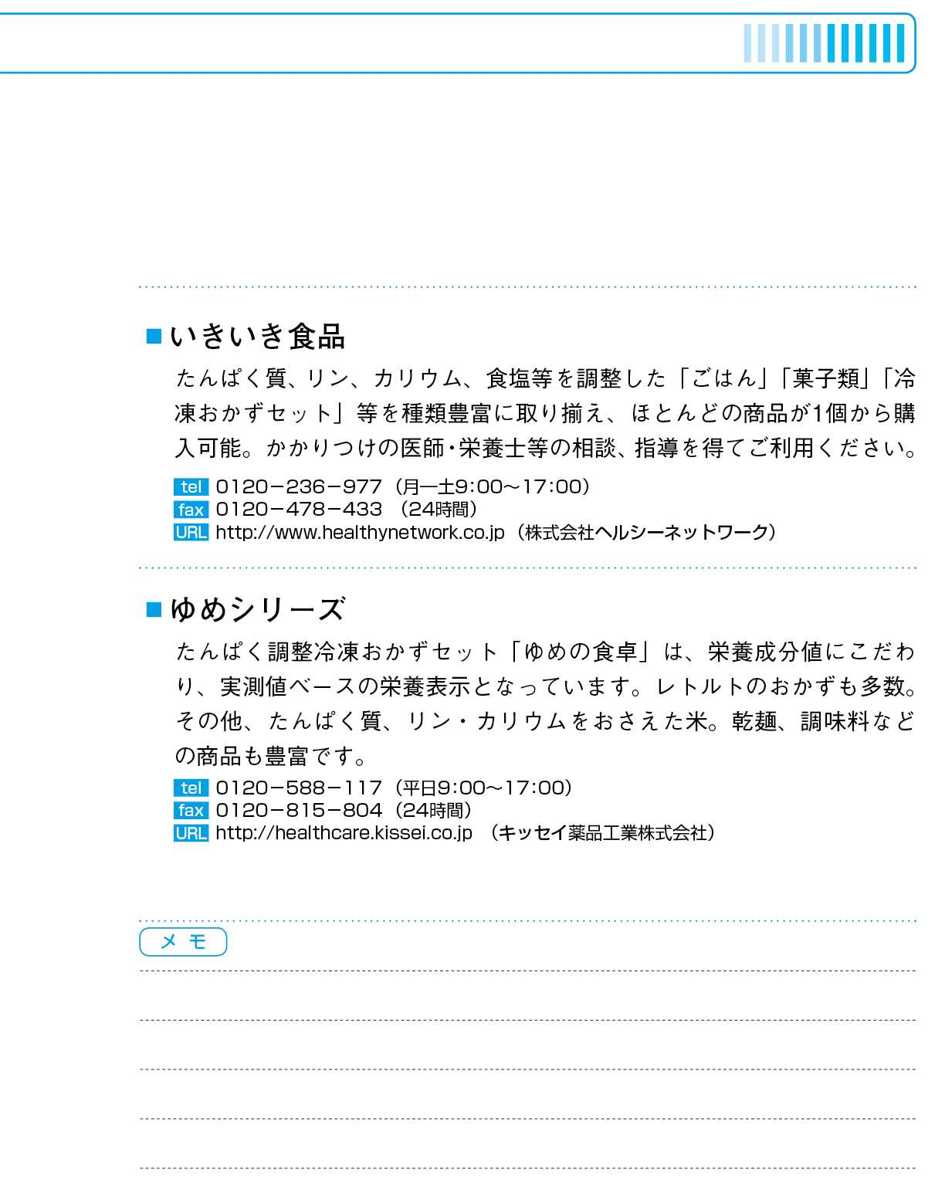 ■いきいき食品
たんぱく質、リン、カリウム、食塩等を調整した「ごはん」「菓子類」「冷
凍おかずセット」等を種類豊富に取り揃え、ほとんどの商品が1個から購
入可能。かかりつけの医師・栄養士等の相談、指導を得てご利用ください。
tel 0120−236−977（月―土9：00〜17：00）
fax 0120−478−433 （24時間）
URL http://www.healthynetwork.co.jp（株式会社ヘルシーネットワーク）
■ゆめシリーズ
たんぱく調整冷凍おかずセット「ゆめの食卓」は、栄養成分値にこだわ
り、実測値ベースの栄養表示となっています。レトルトのおかずも多数。
その他、たんぱく質、リン・カリウムをおさえた米。乾麺、調味料など
の商品も豊富です。
tel 0120−588−117（平日9：00〜17：00）
fax 0120−815−804（24時間）
URL http://healthcare.kissei.co.jp （キッセイ薬品工業株式会社）
メモ